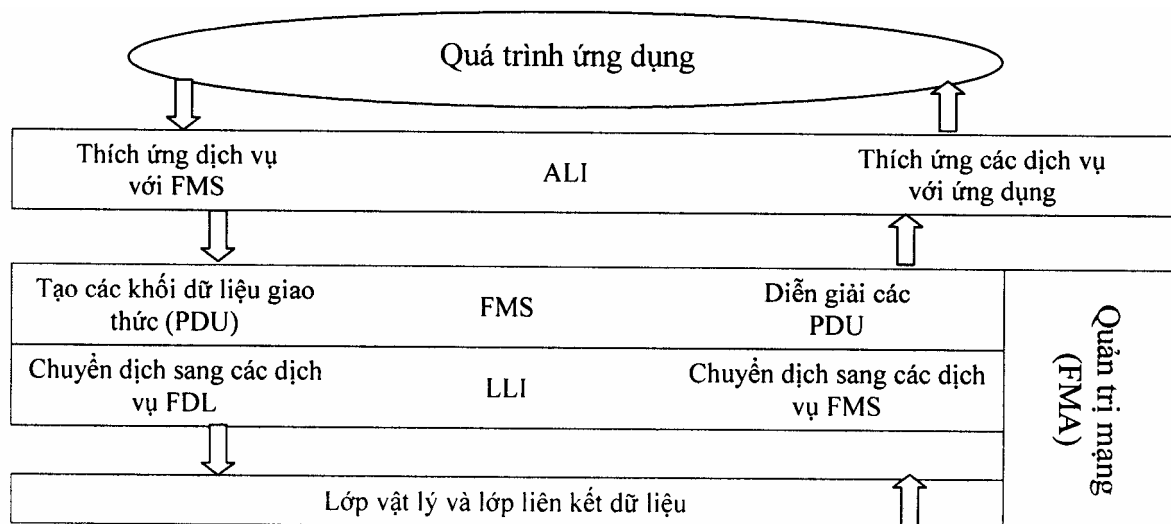 Quá trình ứng dụng
Thích ứng dịch vụ
với FMS
ALI
Thích ứng các dịch vụ
với ứng dụng
Tạo các khối dữ liệu giao
thức (PDU)
FMS
Diễn giải các
PDU
Chuyển dịch sang các dịch
vụ FDL
LLI
Chuyển dịch sang các dịch
vụ FMS
Quản trị mạng
(FMA)
Lớp vật lý và lớp liên kết dữ liệu